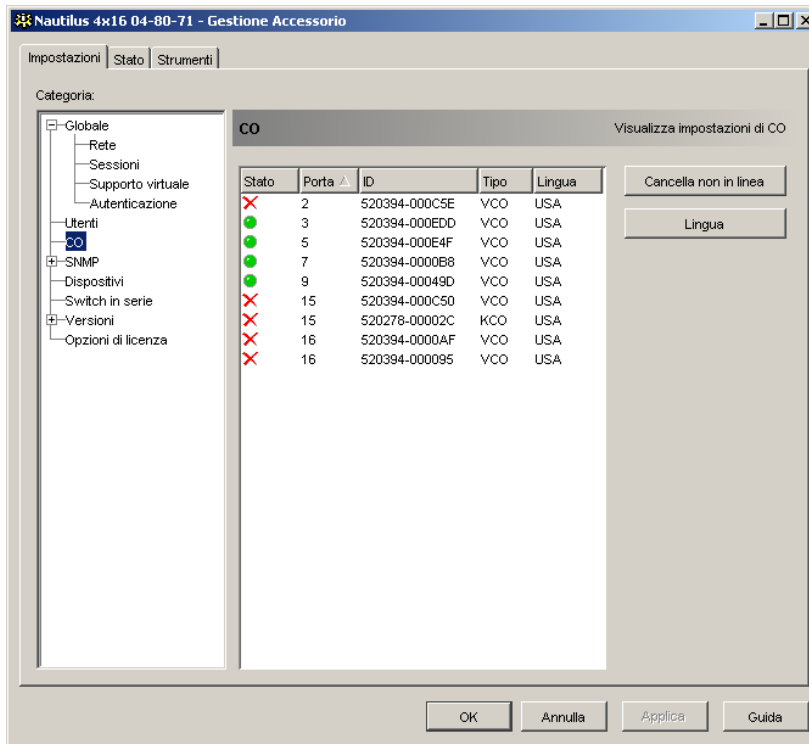 Nautilus 4x16 04-80-71 - Gestione Accessorio
Impostazioni Stato Strumenti
Categoria:
Globale
Rete
Sessioni
Supporto virtuale
Autenticazione
Utenti
CO
SNMP
Dispositivi
Switch in serie
Versioni
Opzioni di licenza
CO Visualizza impostazioni di CO
Stato Porta ID Tipo Lingua
2 520394-000C5E VCO USA
3 520394-000EDD VCO USA
5 520394-000E4F VCO USA
7 520394-0000B8 VCO USA
9 520394-00049D VCO USA
15 520394-000C50 VCO USA
15 520278-00002C KCO USA
16 520394-0000AF VCO USA
16 520394-000095 VCO USA
Cancella non in linea
Lingua
OK Annulla Applica Guida